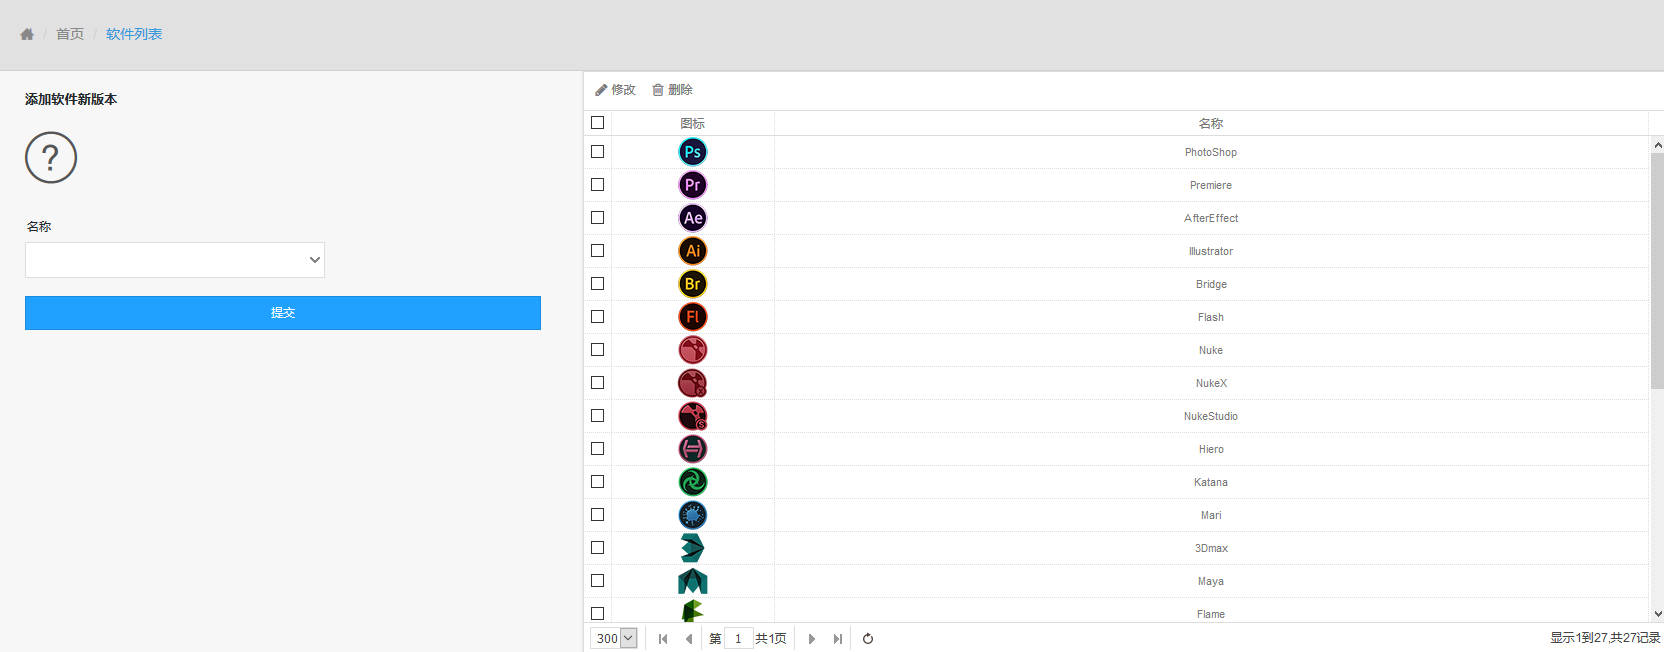 首页 / 软件列表
添加软件新版本
?
名称
提交
修改 删除
图标 名称
Ps PhotoShop
Pr Premiere
Ae AfterEffect
Ai Illustrator
Br Bridge
Fl Flash
Nuke
X NukeX
S NukeStudio
Hiero
Katana
Mari
3Dmax
Maya
Flame
300 第 1 共1页 显示1到27,共27记录